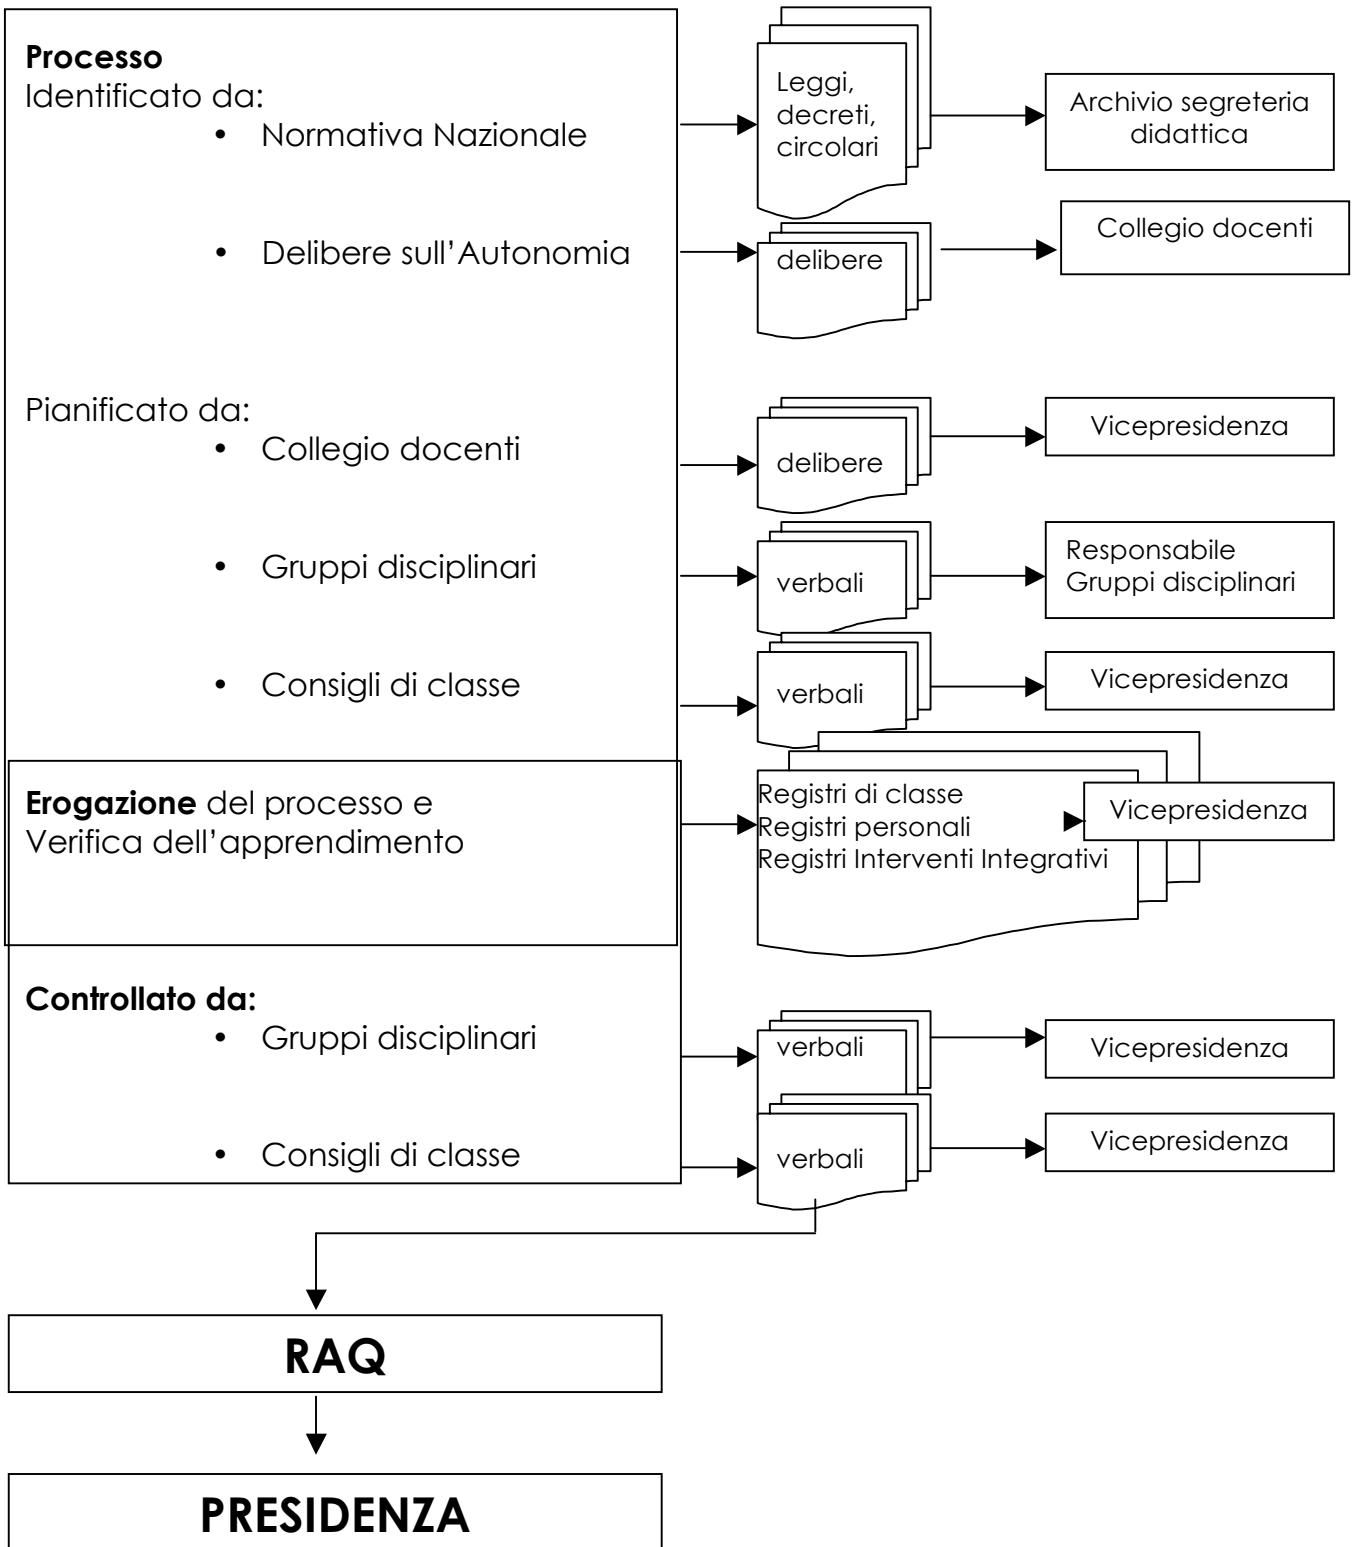 Processo
Identificato da:
• Normativa Nazionale
Leggi,
decreti,
circolari
Archivio segreteria
didattica
• Delibere sull’Autonomia
delibere
Collegio docenti
Pianificato da:
• Collegio docenti
delibere
Vicepresidenza
• Gruppi disciplinari
verbali
Responsabile
Gruppi disciplinari
• Consigli di classe
verbali
Vicepresidenza
Erogazione del processo e
Verifica dell’apprendimento
Registri di classe
Registri personali
Registri Interventi Integrativi
Vicepresidenza
Controllato da:
• Gruppi disciplinari
verbali
Vicepresidenza
• Consigli di classe
verbali
Vicepresidenza
RAQ
PRESIDENZA